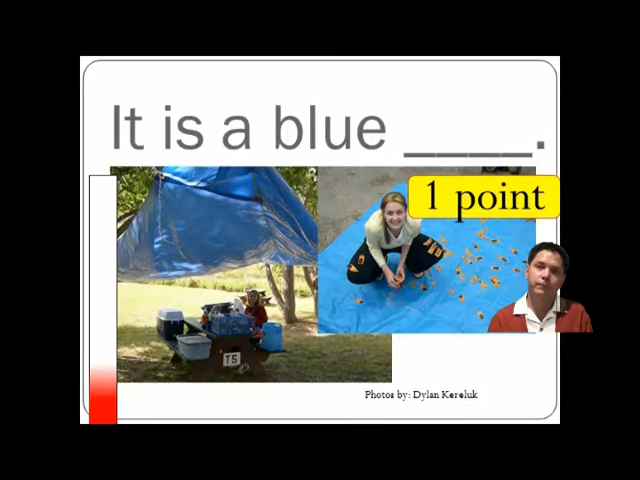 It is a blue ____.
1 point
T5
Photos by: Dylan Kereluk